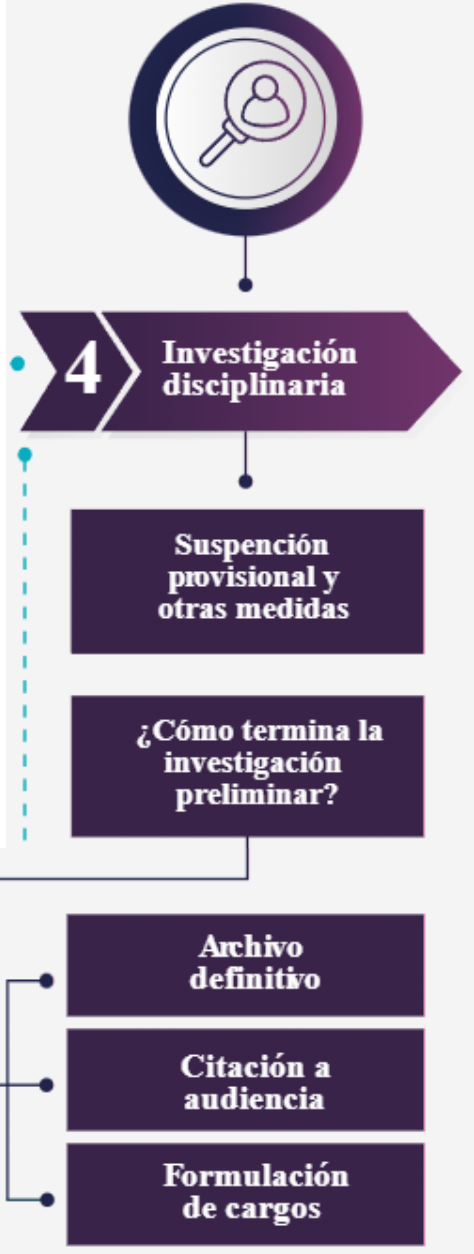 4
Investigación
disciplinaria
Suspención
provisional y
otras medidas
¿Cómo termina la
investigación
preliminar?
Archivo
definitivo
Citación a
audiencia
Formulación
de cargos